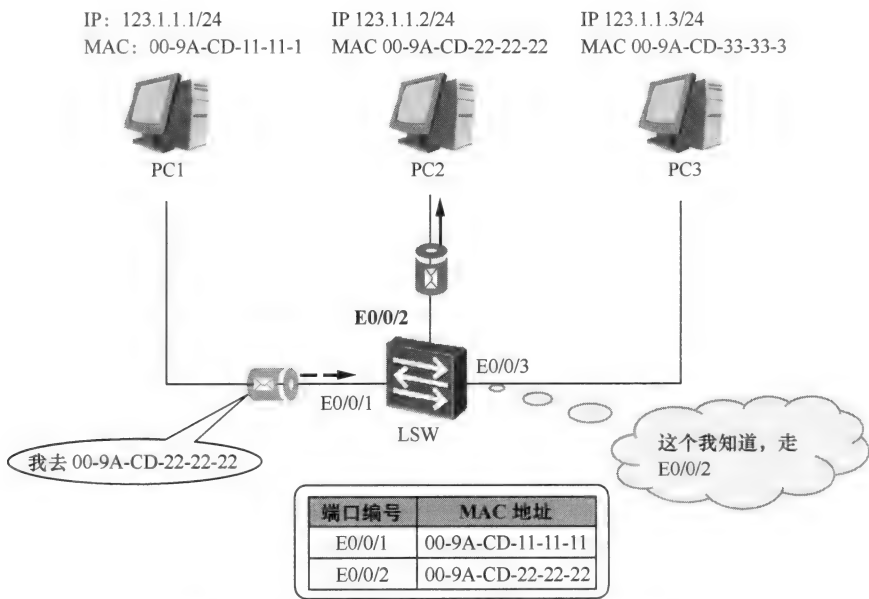 IP：123.1.1.1/24
MAC：00-9A-CD-11-11-1
IP 123.1.1.2/24
MAC 00-9A-CD-22-22-22
IP 123.1.1.3/24
MAC 00-9A-CD-33-33-3
PC1
PC2
PC3
E0/0/2
E0/0/3
E0/0/1
LSW
我去 00-9A-CD-22-22-22
这个我知道，走
E0/0/2
端口编号 MAC 地址
E0/0/1 00-9A-CD-11-11-11
E0/0/2 00-9A-CD-22-22-22